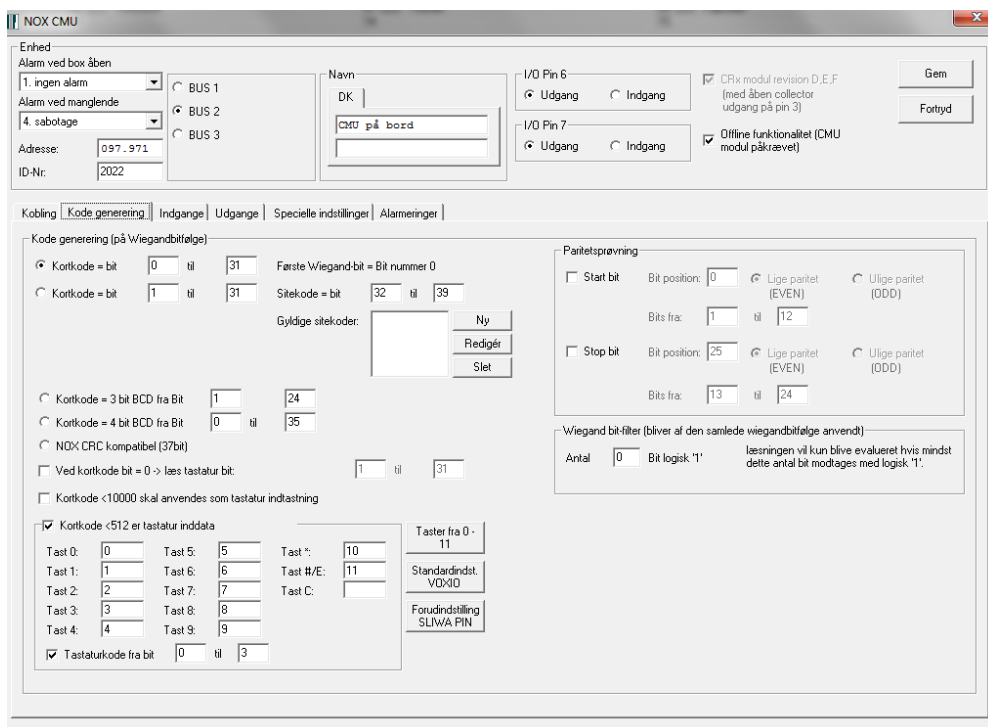 NOX CMU
Enhed
Alarm ved box åben
1. ingen alarm
Alarm ved manglende
4. sabotage
Adresse: 097.971
ID-Nr: 2022
BUS 1
BUS 2
BUS 3
Navn
DK
CMU på bord
I/O Pin 6
Udgang Indgang
I/O Pin 7
Udgang Indgang
CRx modul revision D,E,F
(med åben collector
udgang på pin 3)
Offline funktionalitet (CMU
modul påkrævet)
Gem
Fortryd
Kobling Kode generering Indgange Udgange Specielle indstillinger Alarmeringer
Kode generering (på Wiegandbitfølge)
Kortkode = bit 0 til 31 Første Wiegand-bit = Bit nummer 0
Kortkode = bit 1 til 31 Sitekode = bit 32 til 39
Gyldige sitekoder:
Ny
Redigér
Slet
Kortkode = 3 bit BCD fra Bit 1 24
Kortkode = 4 bit BCD fra Bit 0 til 35
NOX CRC kompatibel (37bit)
Ved kortkode bit = 0 -> læs tastatur bit: 1 til 31
Kortkode <10000 skal anvendes som tastatur indtastning
Kortkode <512 er tastatur inddata
Tast 0: 0 Tast 5: 5 Tast *: 10
Tast 1: 1 Tast 6: 6 Tast #/E: 11
Tast 2: 2 Tast 7: 7 Tast C:
Tast 3: 3 Tast 8: 8
Tast 4: 4 Tast 9: 9
Tastaturkode fra bit 0 til 3
Taster fra 0 -
11
Standardindst.
VOXIO
Forudindstilling
SLIWA PIN
Paritetsprøvning
Start bit Bit position: 0 Lige paritet Ulige paritet
(EVEN) (ODD)
Bits fra: 1 til 12
Stop bit Bit position: 25 Lige paritet Ulige paritet
(EVEN) (ODD)
Bits fra: 13 til 24
Wiegand bit-filter (bliver af den samlede wiegandbitfølge anvendt)
Antal 0 Bit logisk '1'
læsningen vil kun blive evalueret hvis mindst
dette antal bit modtages med logisk '1'.